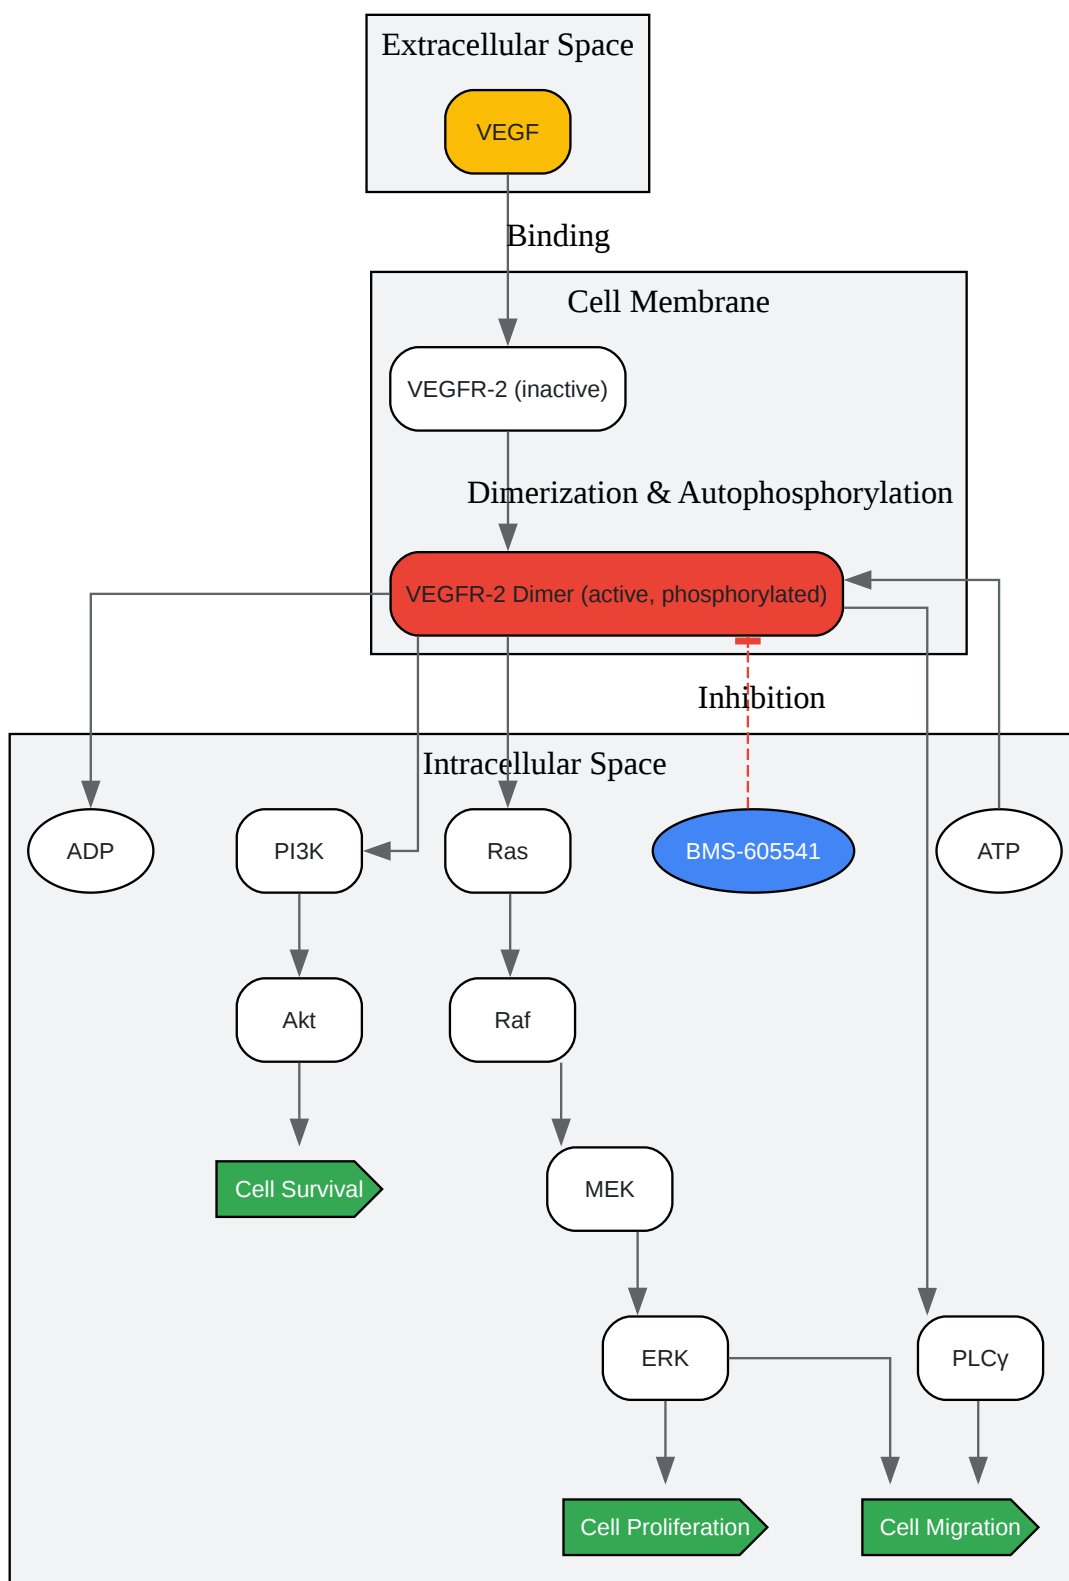 Extracellular Space
VEGF
Binding
Cell Membrane
VEGFR-2 (inactive)
Dimerization & Autophosphorylation
VEGFR-2 Dimer (active, phosphorylated)
Inhibition
Intracellular Space
ADP
PI3K
Ras
BMS-605541
ATP
Akt
Raf
Cell Survival
MEK
ERK
PLCγ
Cell Proliferation
Cell Migration